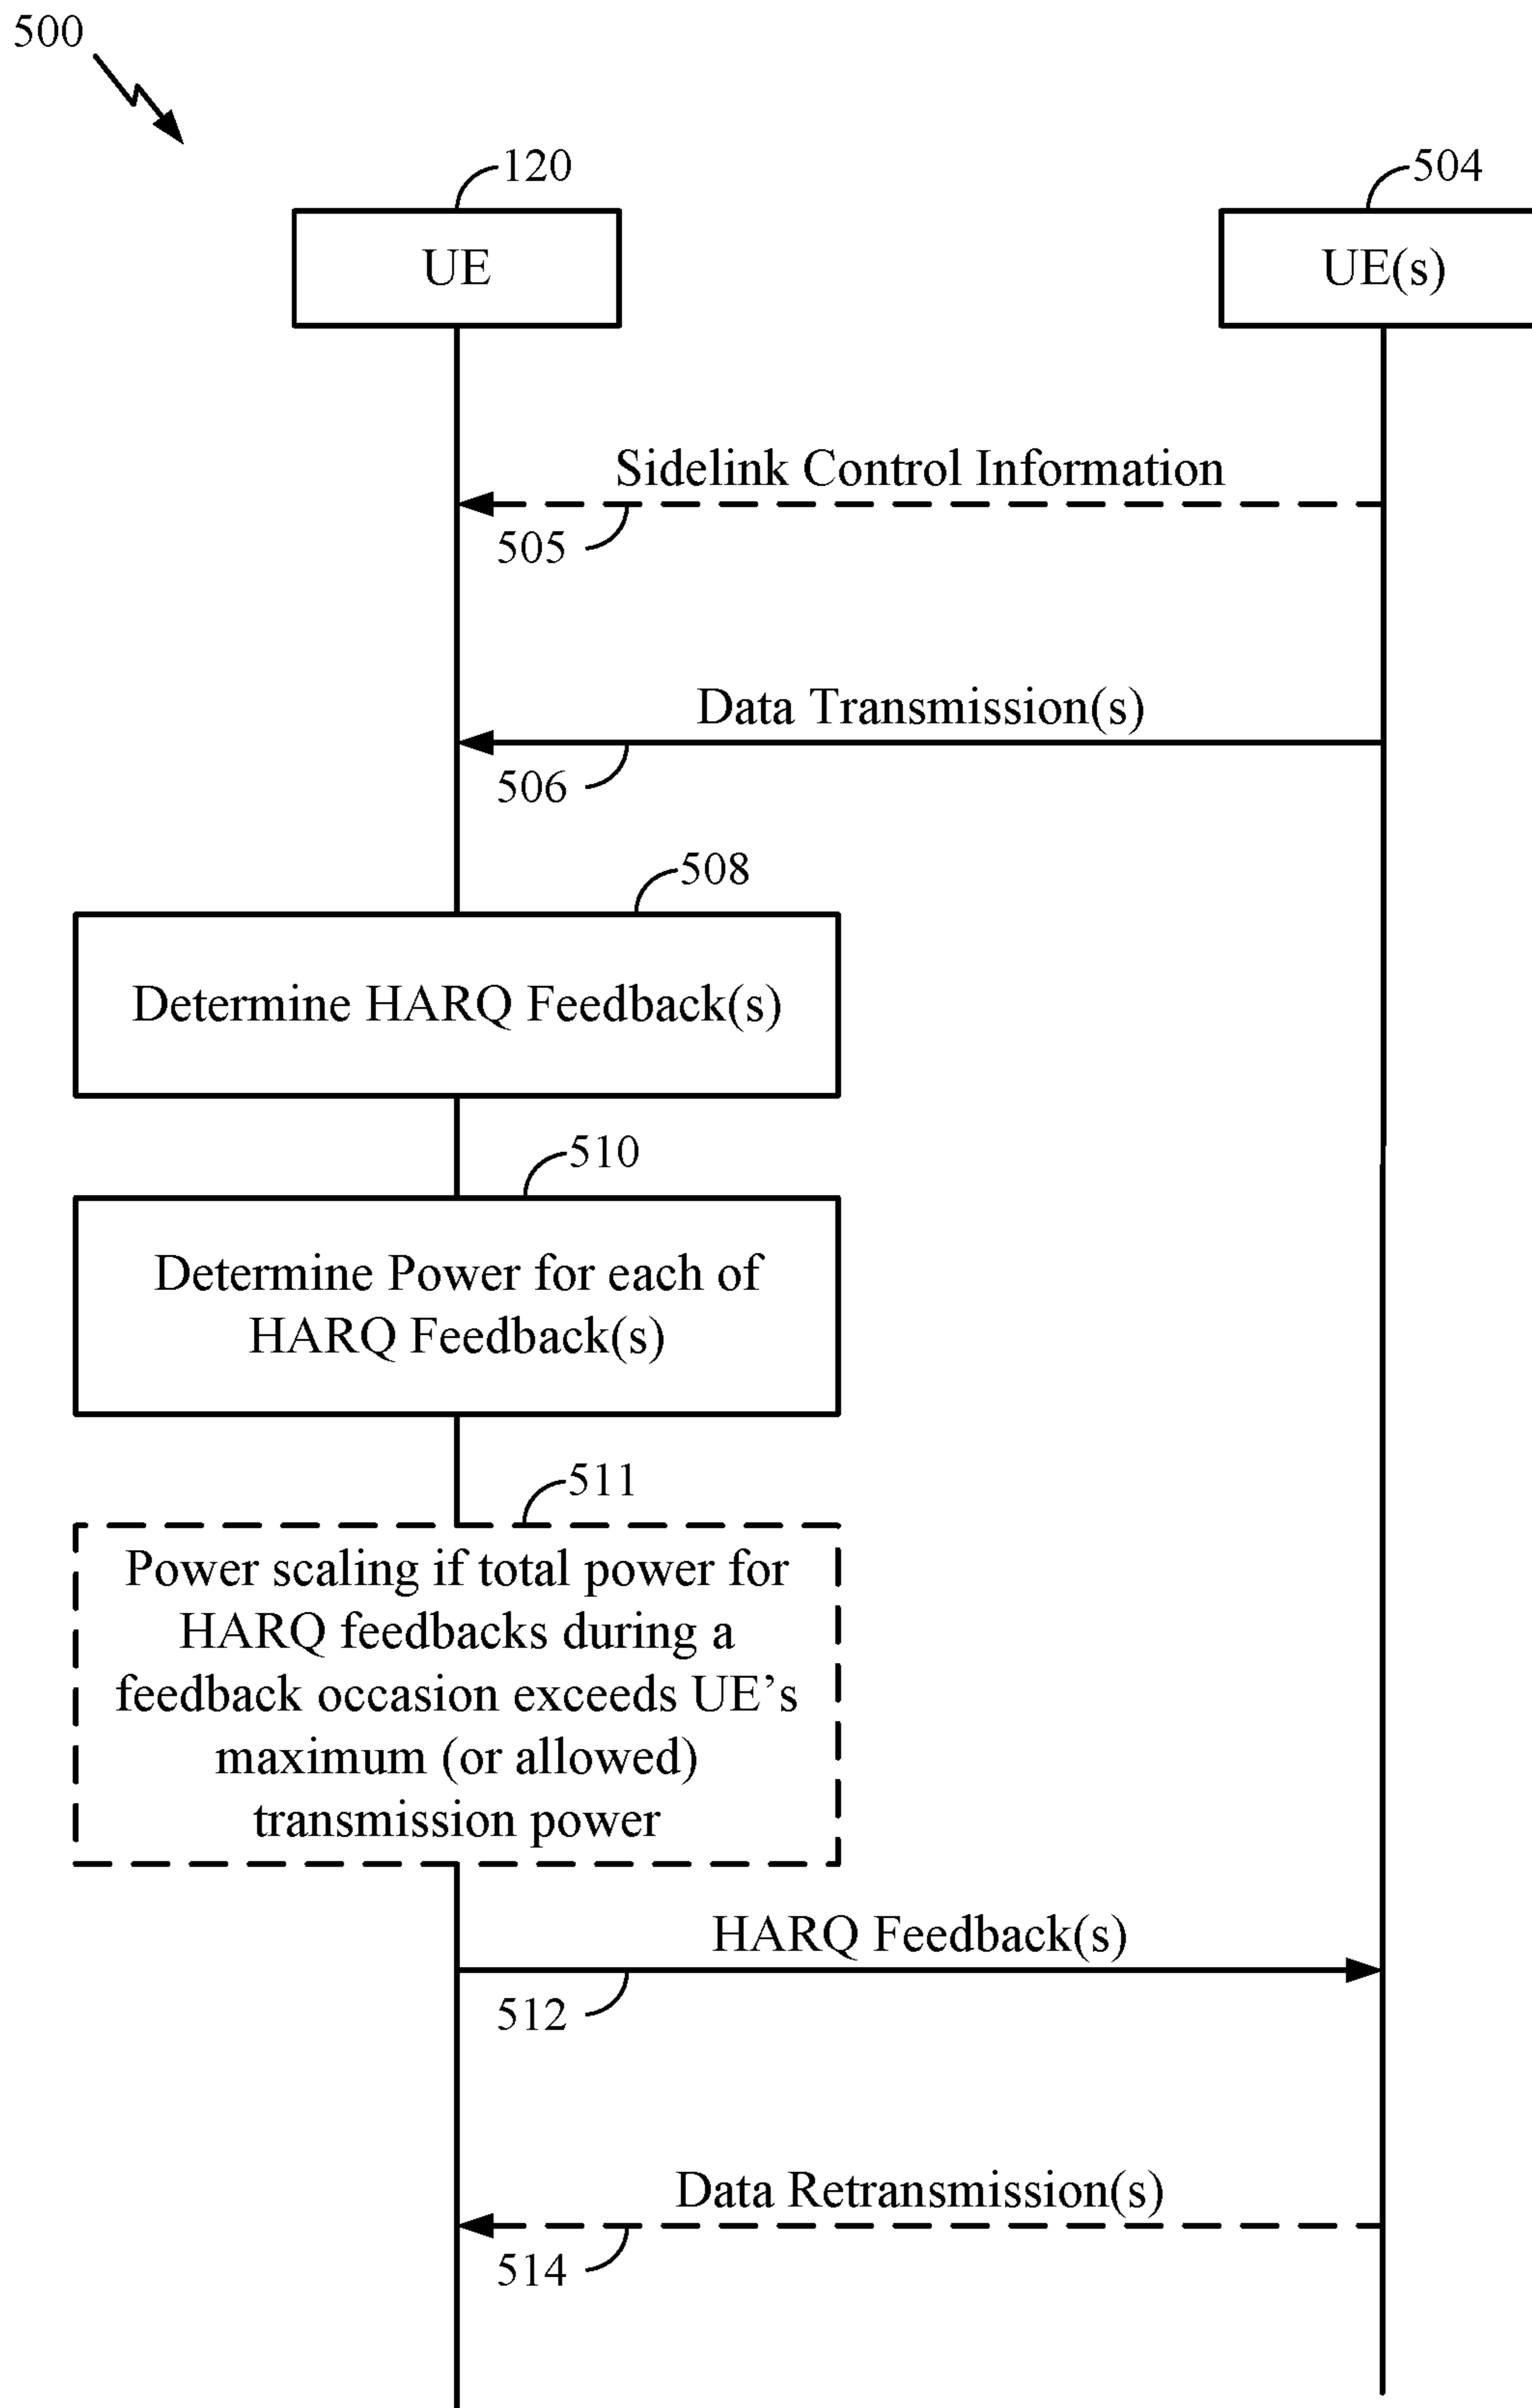 500
120
504
UE
UE(s)
Sidelink Control Information
505
Data Transmission(s)
506
508
Determine HARQ Feedback(s)
510
Determine Power for each of
HARQ Feedback(s)
511
Power scaling if total power for
HARQ feedbacks during a
feedback occasion exceeds UE’s
maximum (or allowed)
transmission power
HARQ Feedback(s)
512
Data Retransmission(s)
514